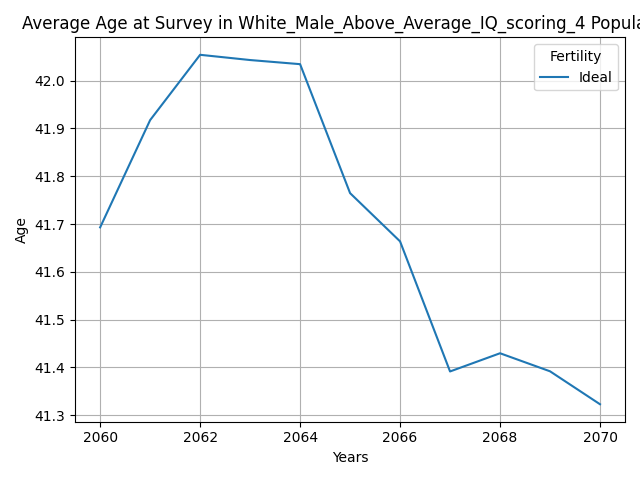 Average Age at Survey in White_Male_Above_Average_IQ_scoring_4 Popula
Fertility
Ideal
42.0
41.9
41.8
41.7
41.6
41.5
41.4
41.3
Age
2060 2062 2064 2066 2068 2070
Years